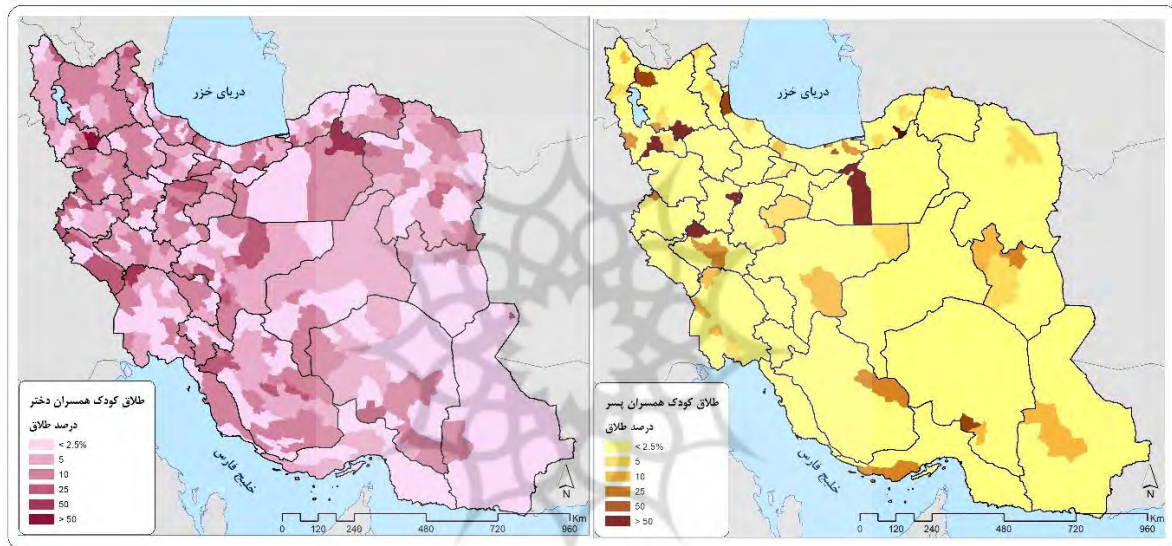 دریای خزر
خلیج فارس
طلاق کودک همسران دختر
درصد طلاق
< 2.5%
5
10
25
50
> 50
N
Km
0 120 240 480 720 960
دریای خزر
خلیج فارس
طلاق کودک همسران پسر
درصد طلاق
< 2.5%
5
10
25
50
> 50
N
Km
0 120 240 480 720 960